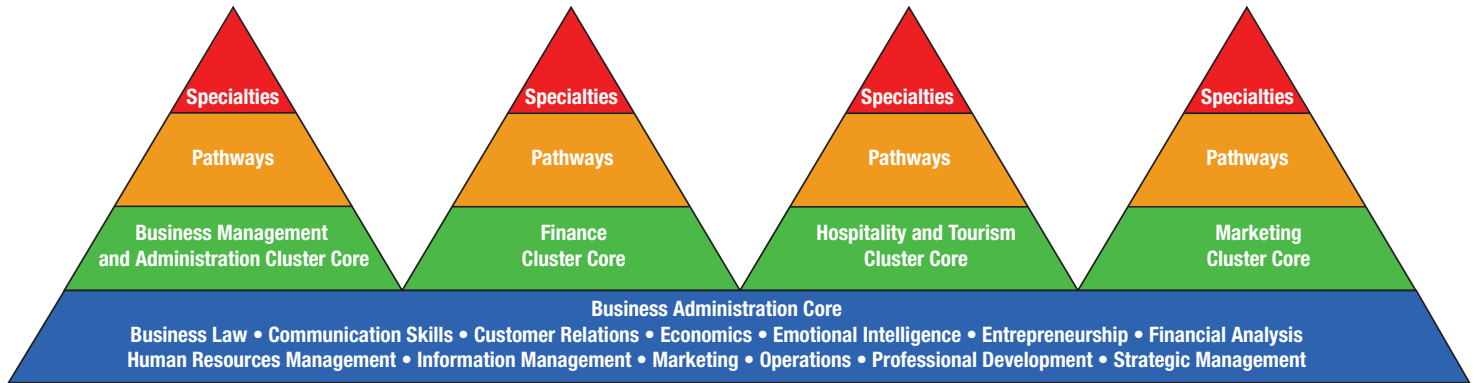 Specialties
Specialties
Specialties
Specialties
Pathways
Pathways
Pathways
Pathways
Business Management
and Administration Cluster Core
Finance
Cluster Core
Hospitality and Tourism
Cluster Core
Marketing
Cluster Core
Business Administration Core
Business Law • Communication Skills • Customer Relations • Economics • Emotional Intelligence • Entrepreneurship • Financial Analysis
Human Resources Management • Information Management • Marketing • Operations • Professional Development • Strategic Management